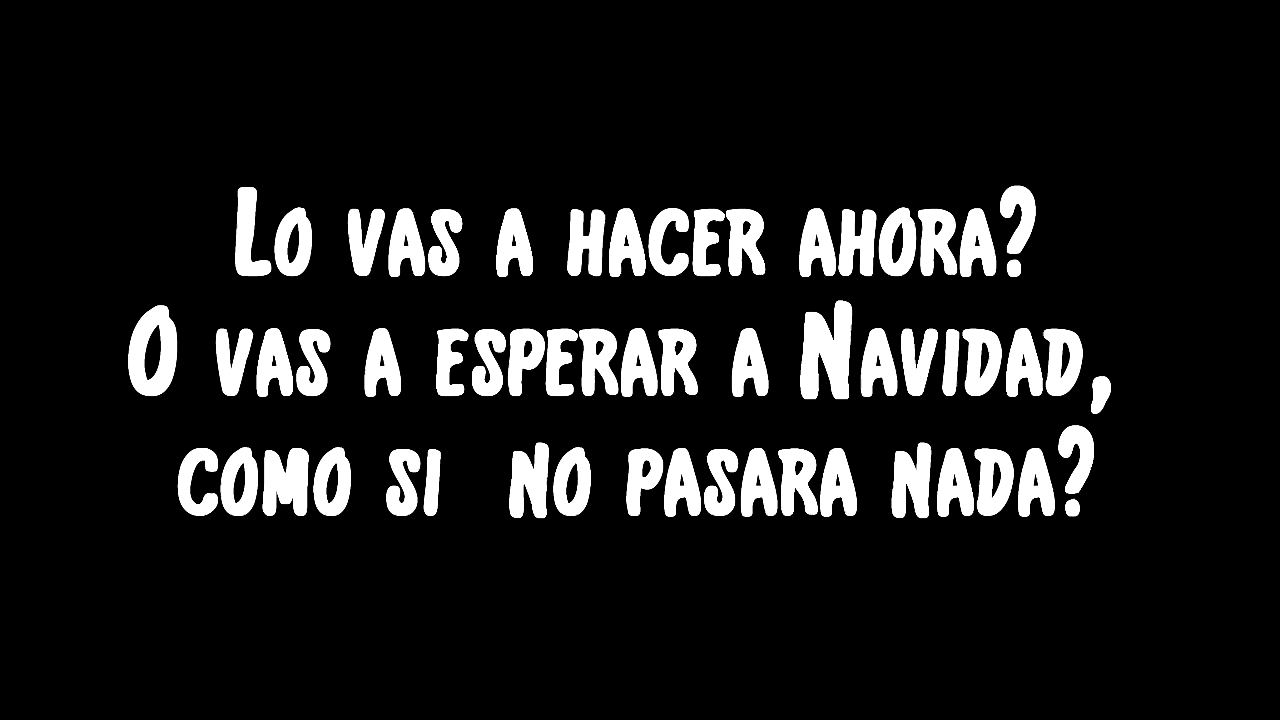 Lo vas a hacer ahora?
O vas a esperar a Navidad,
como si no pasara nada?